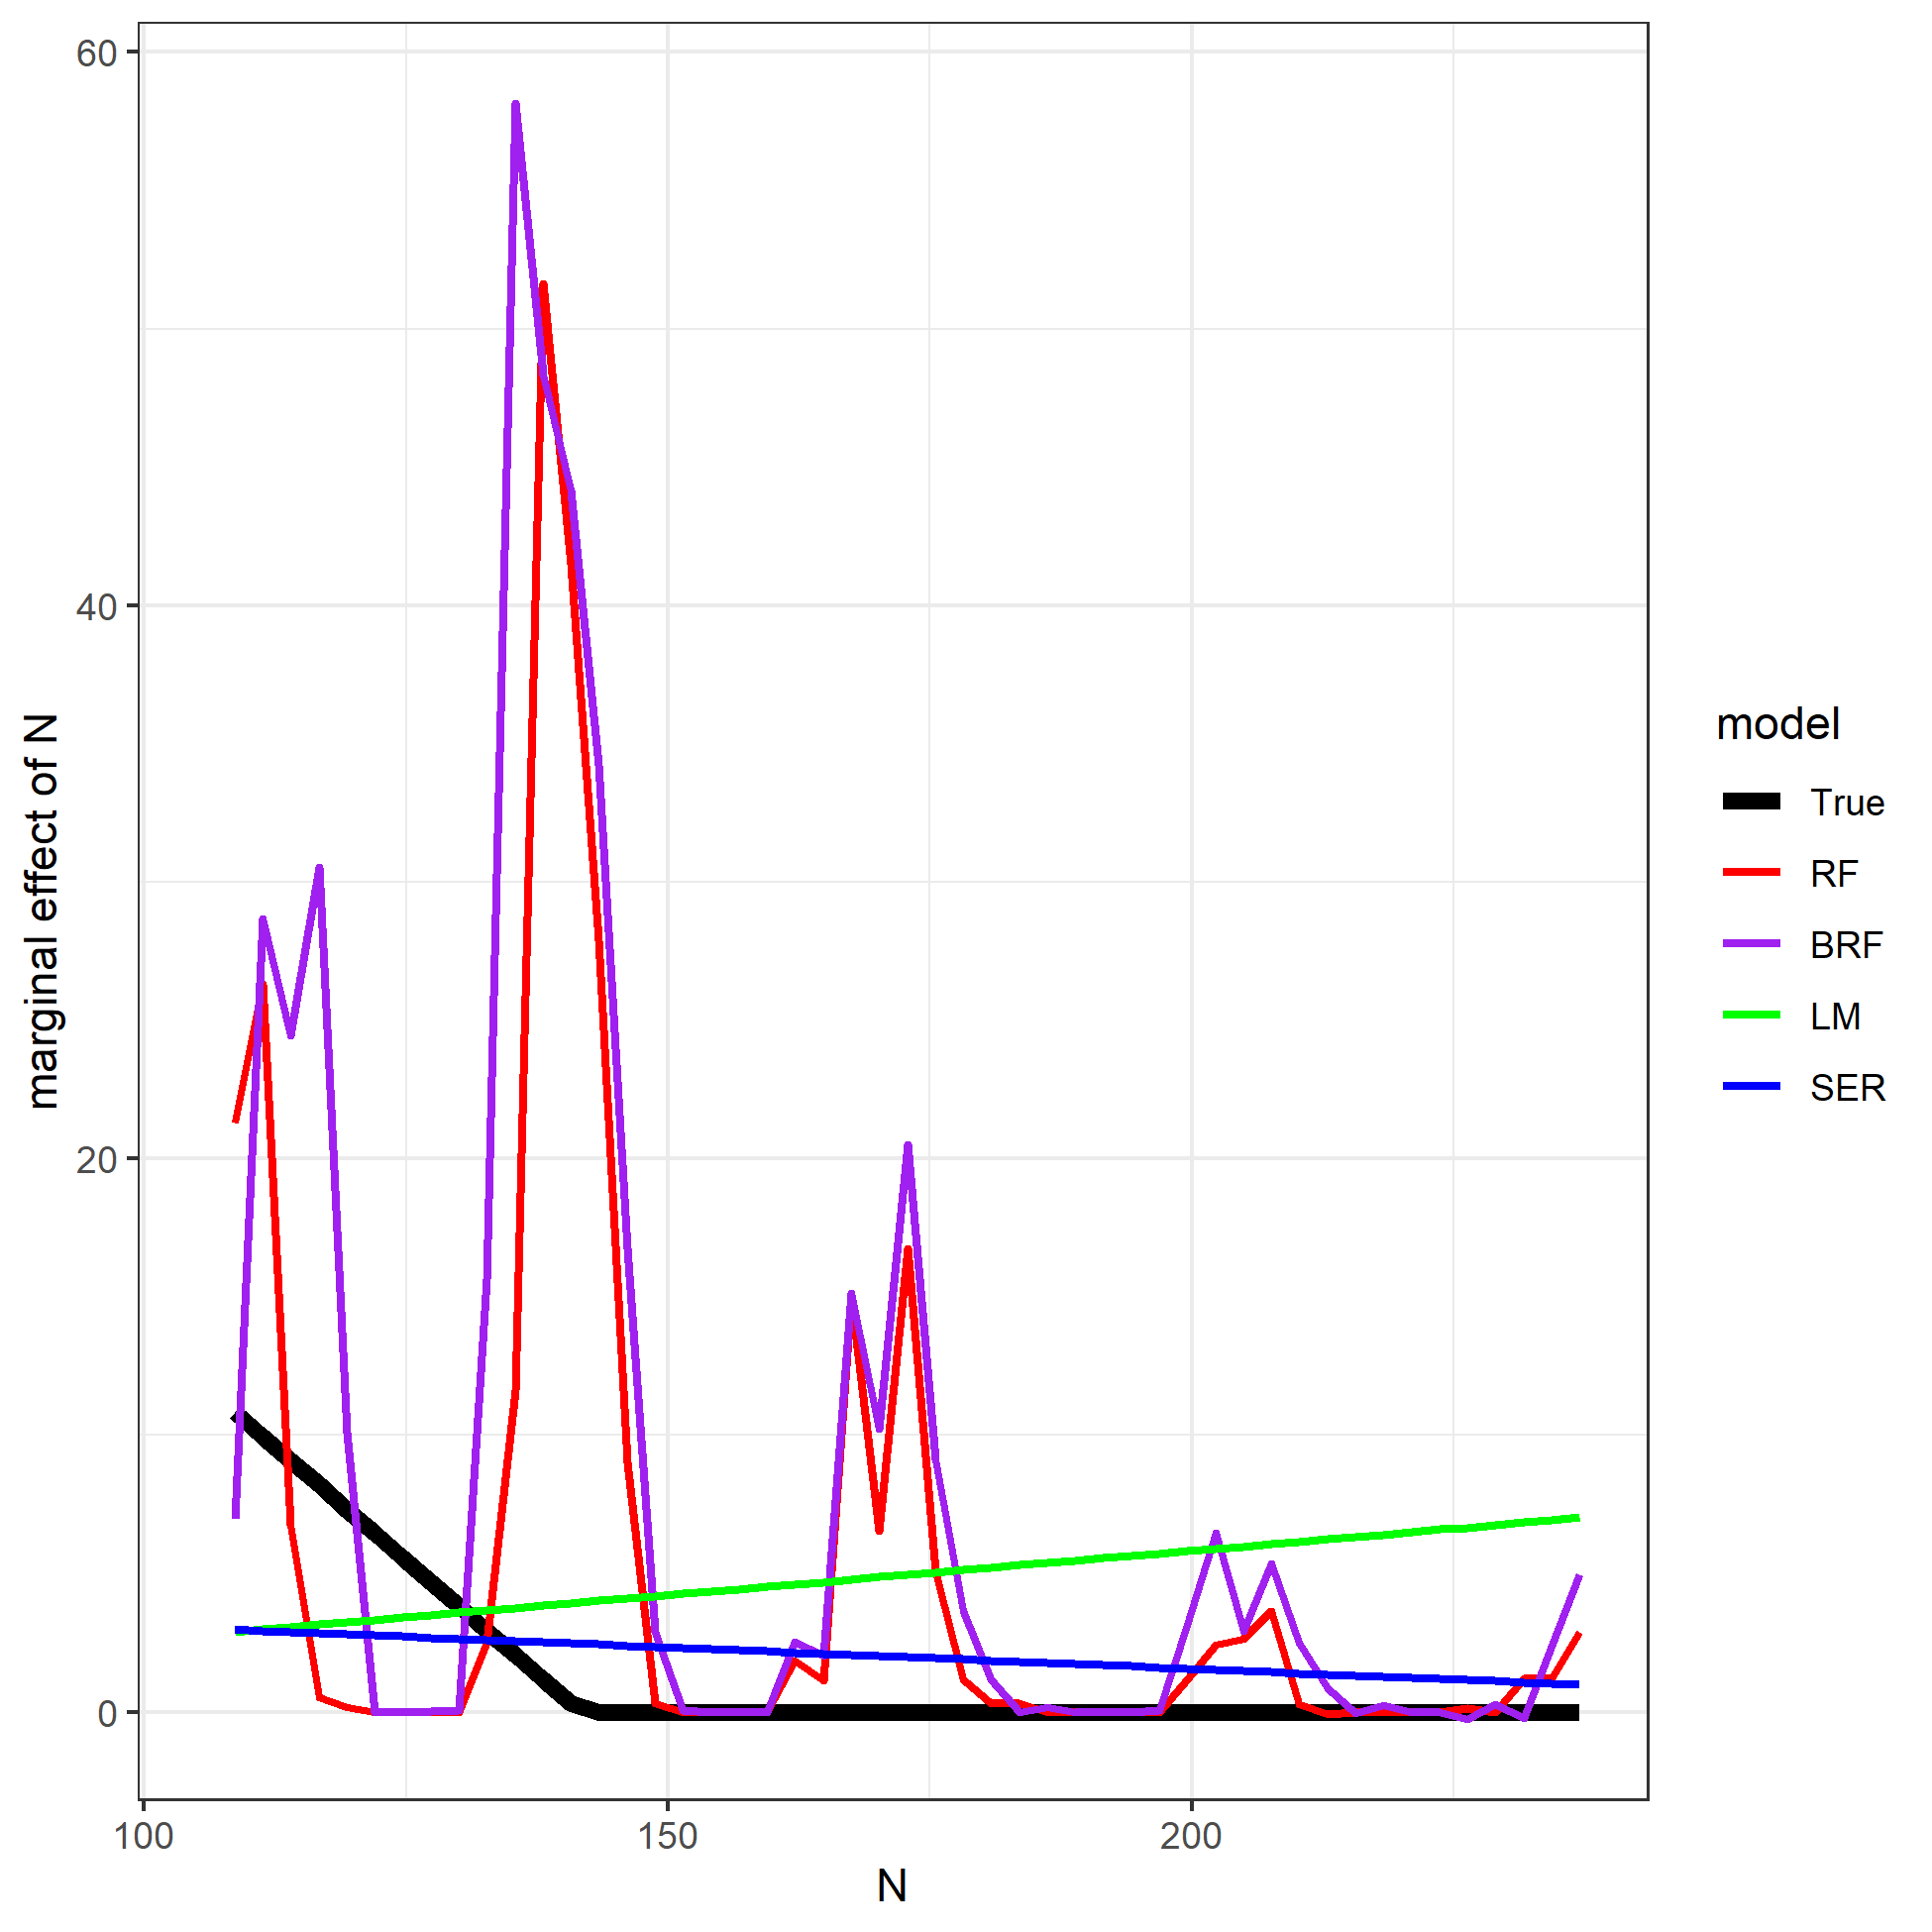 60
40
20
0
marginal effect of N
100
150
200
N
model
True
RF
BRF
LM
SER